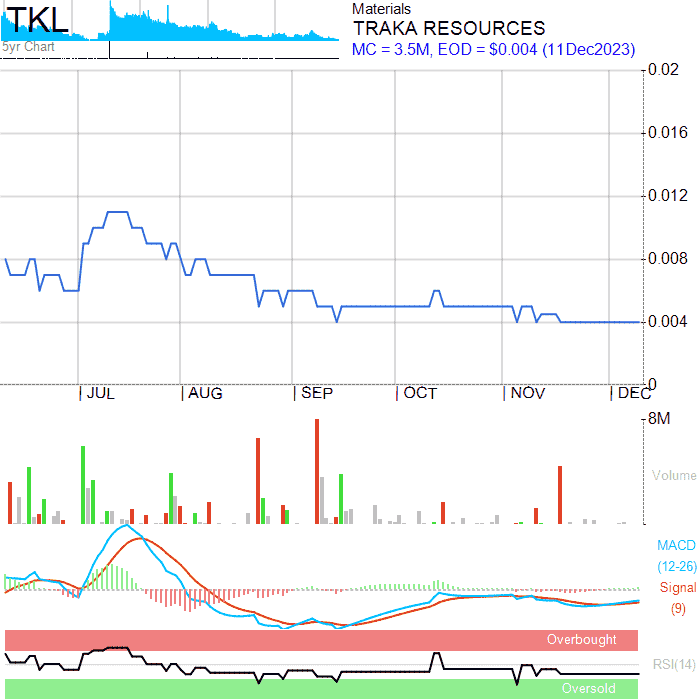 TKL
5yr Chart
Materials
TRAKA RESOURCES
MC = 3.5M, EOD = $0.004 (11Dec2023)
0.02
0.016
0.012
0.008
0.004
0
JUL AUG SEP OCT NOV DEC
8M
Volume
MACD
(12-26)
Signal
(9)
Overbought
RSI(14)
Oversold